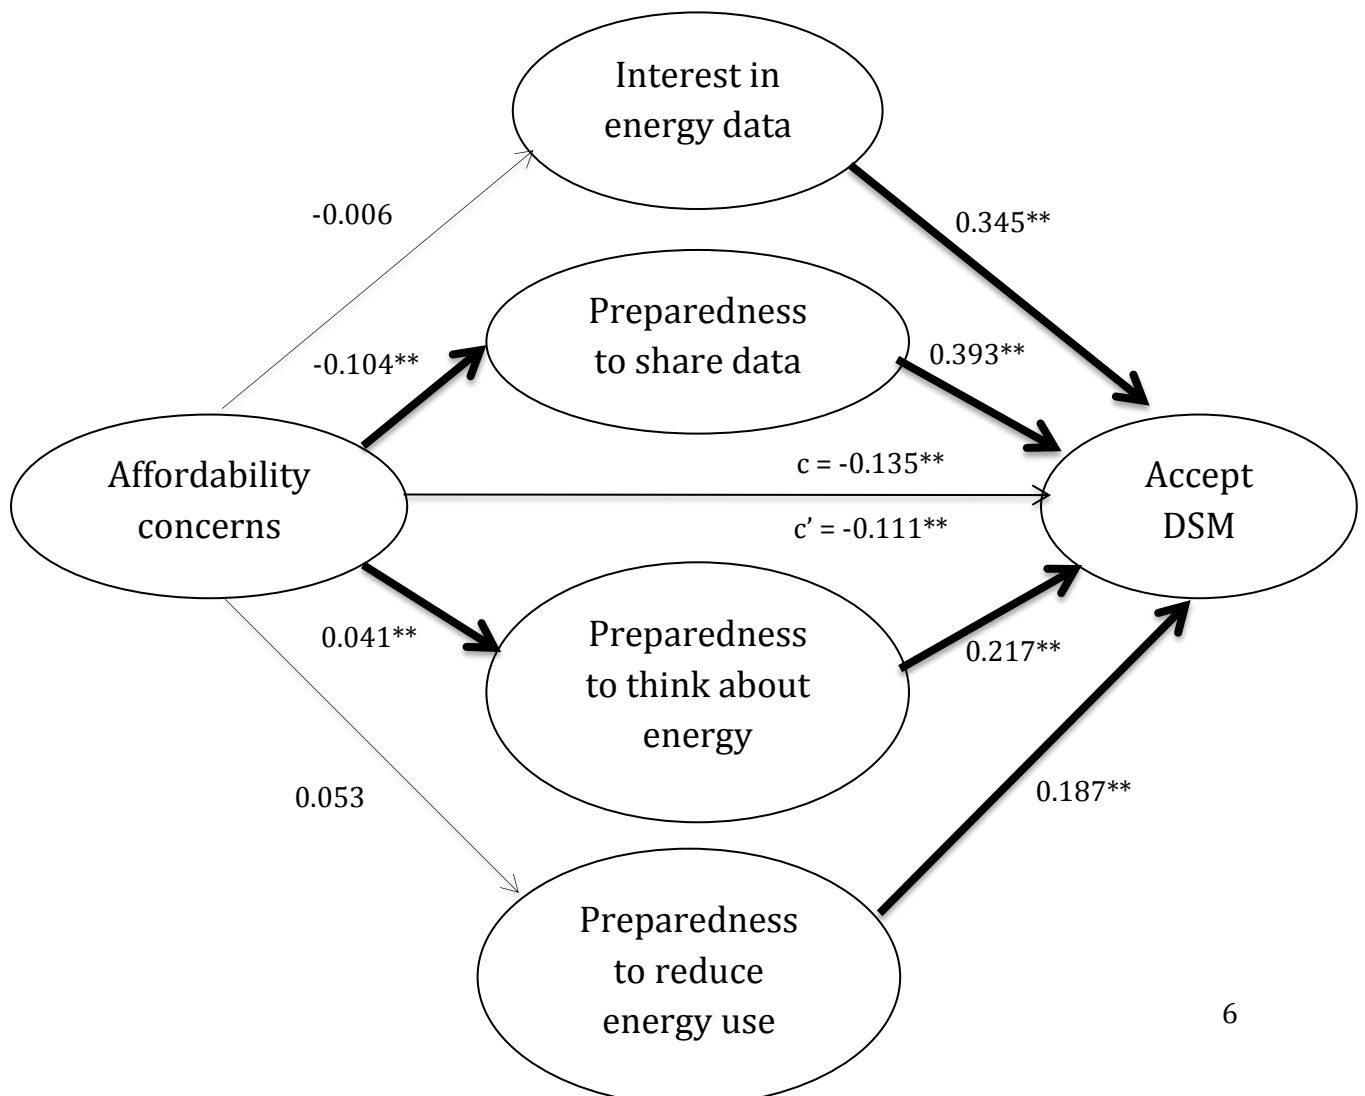 Interest in
energy data
-0.006
0.345**
Preparedness
to share data
-0.104**
0.393**
Affordability
concerns
c = -0.135**
c’ = -0.111**
Accept
DSM
0.041**
Preparedness
to think about
energy
0.217**
0.053
0.187**
Preparedness
to reduce
energy use
6